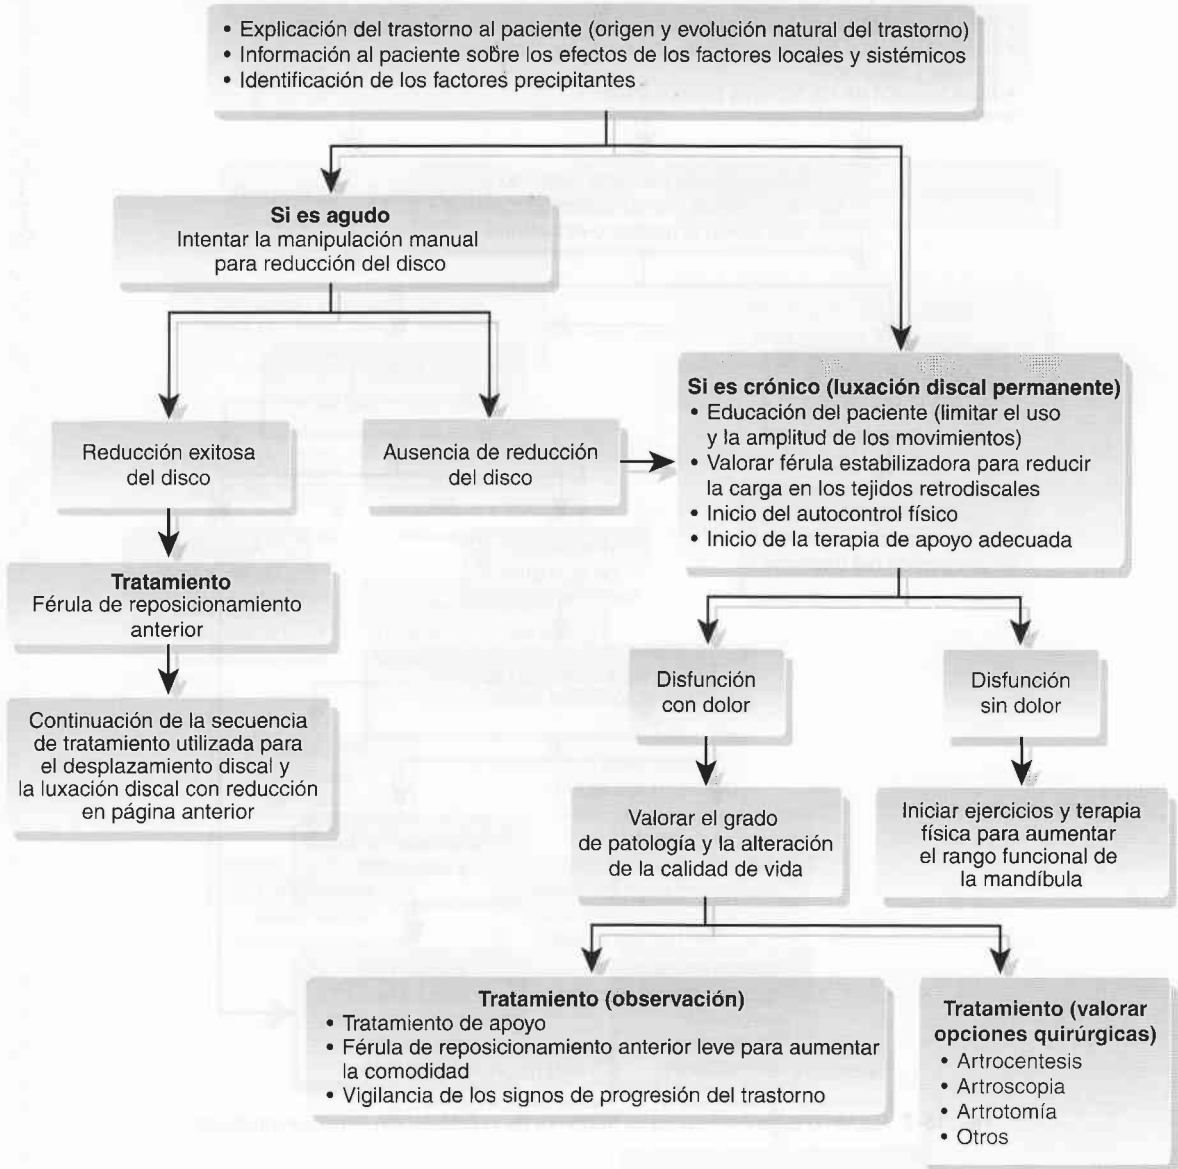 • Explicación del trastorno al paciente (origen y evolución natural del trastorno)
• Información al paciente sobre los efectos de los factores locales y sistémicos
• Identificación de los factores precipitantes
Si es agudo
Intentar la manipulación manual
para reducción del disco
Reducción exitosa
del disco
Ausencia de reducción
del disco
Si es crónico (luxación discal permanente)
• Educación del paciente (limitar el uso
y la amplitud de los movimientos)
• Valorar férula estabilizadora para reducir
la carga en los tejidos retrodiscales
• Inicio del autocontrol físico
• Inicio de la terapia de apoyo adecuada
Tratamiento
Férula de reposicionamiento
anterior
Continuación de la secuencia
de tratamiento utilizada para
el desplazamiento discal y
la luxación discal con reducción
en página anterior
Disfunción
con dolor
Disfunción
sin dolor
Valorar el grado
de patología y la alteración
de la calidad de vida
Iniciar ejercicios y terapia
física para aumentar
el rango funcional de
la mandíbula
Tratamiento (observación)
• Tratamiento de apoyo
• Férula de reposicionamiento anterior leve para aumentar
la comodidad
• Vigilancia de los signos de progresión del trastorno
Tratamiento (valorar
opciones quirúrgicas)
• Artrocentesis
• Artroscopia
• Artrotomía
• Otros